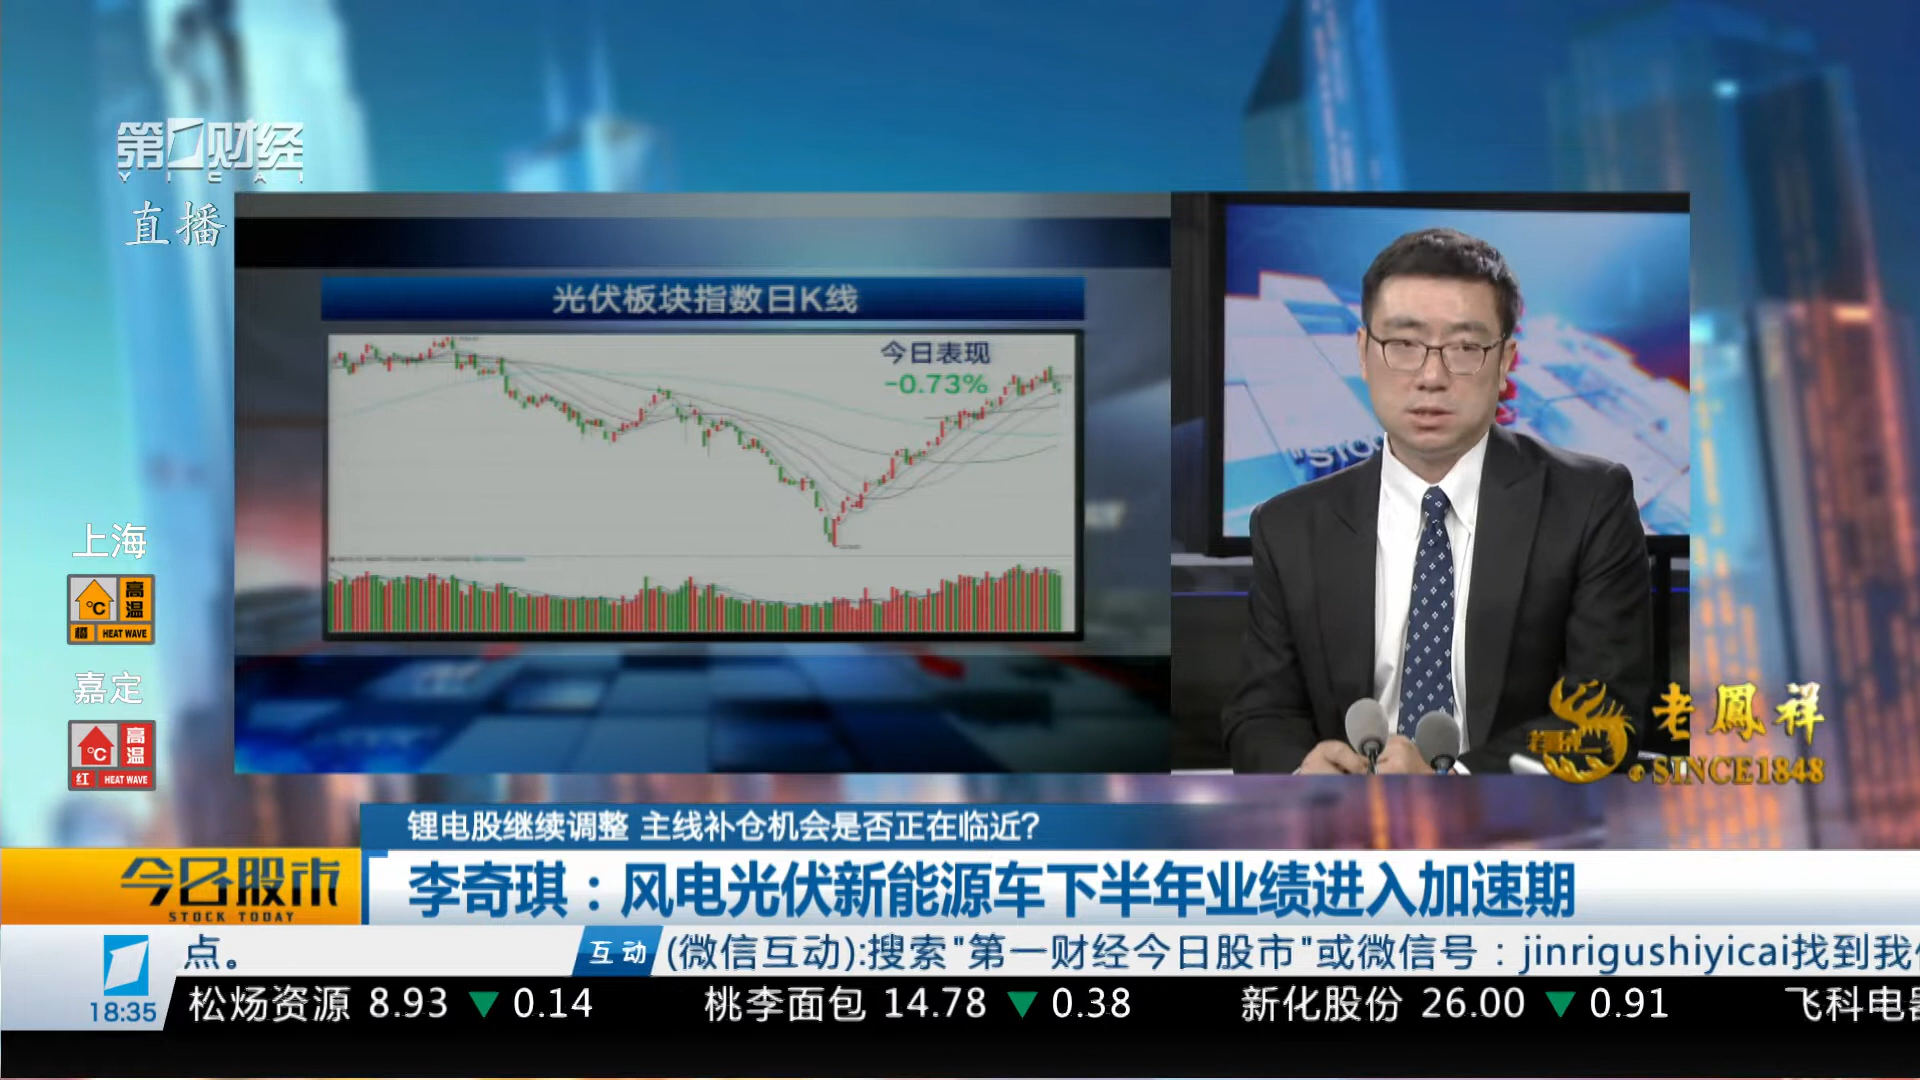 第一财经
YICAI
直播
光伏板块指数日K线
今日表现
-0.73%
"STOC
上海
℃
高温
橙 HEAT WAVE
嘉定
℃
高温
红 HEAT WAVE
老鳳祥
SINCE1848
锂电股继续调整 主线补仓机会是否正在临近?
今日股市
STOCK TODAY
李奇琪：风电光伏新能源车下半年业绩进入加速期
点。
互动
(微信互动):搜索"第一财经今日股市"或微信号：jinrigushiyicai找到我
18:35
松炀资源 8.93 ▼ 0.14 桃李面包 14.78 ▼ 0.38 新化股份 26.00 ▼ 0.91 飞科电